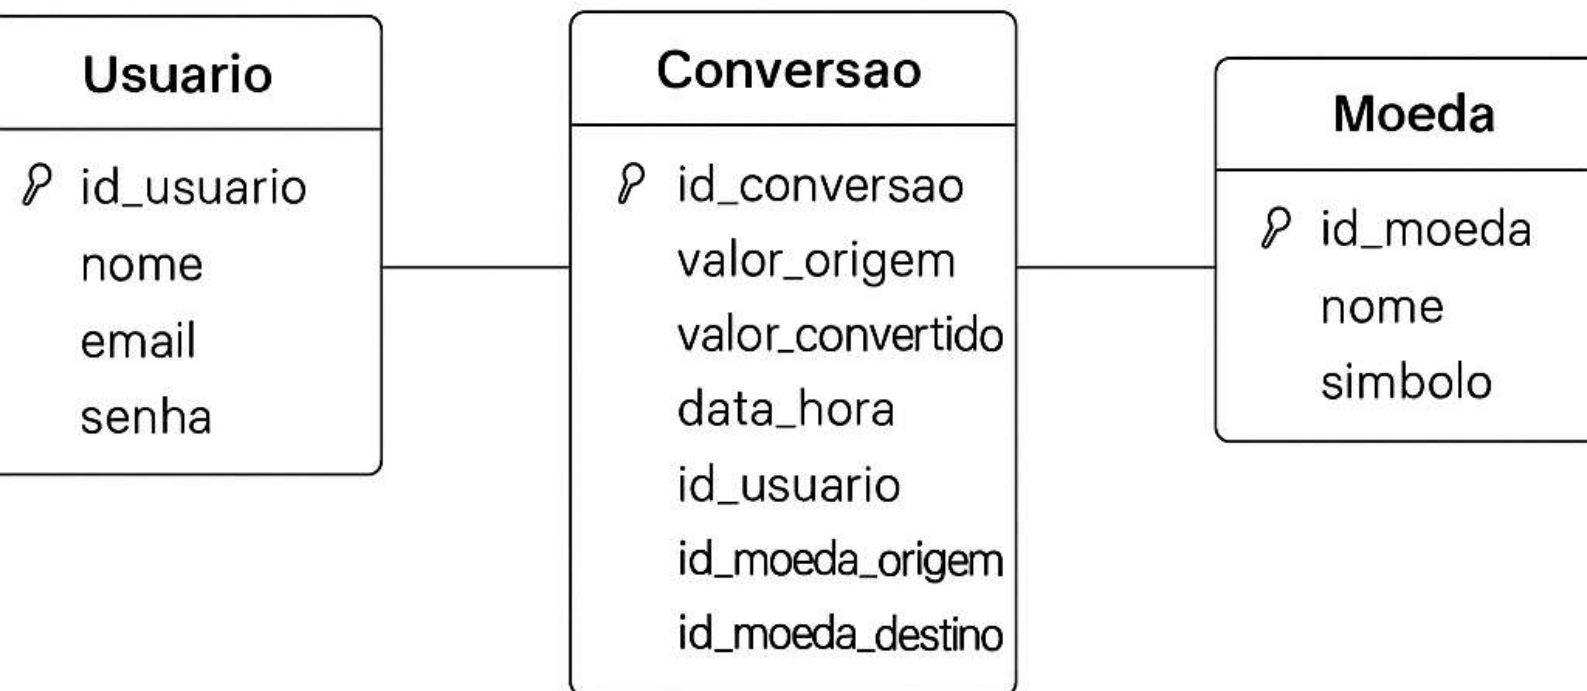 Usuario
id_usuario
nome
email
senha
Conversao
id_conversao
valor_origem
valor_convertido
data_hora
id_usuario
id_moeda_origem
id_moeda_destino
Moeda
id_moeda
nome
simbolo